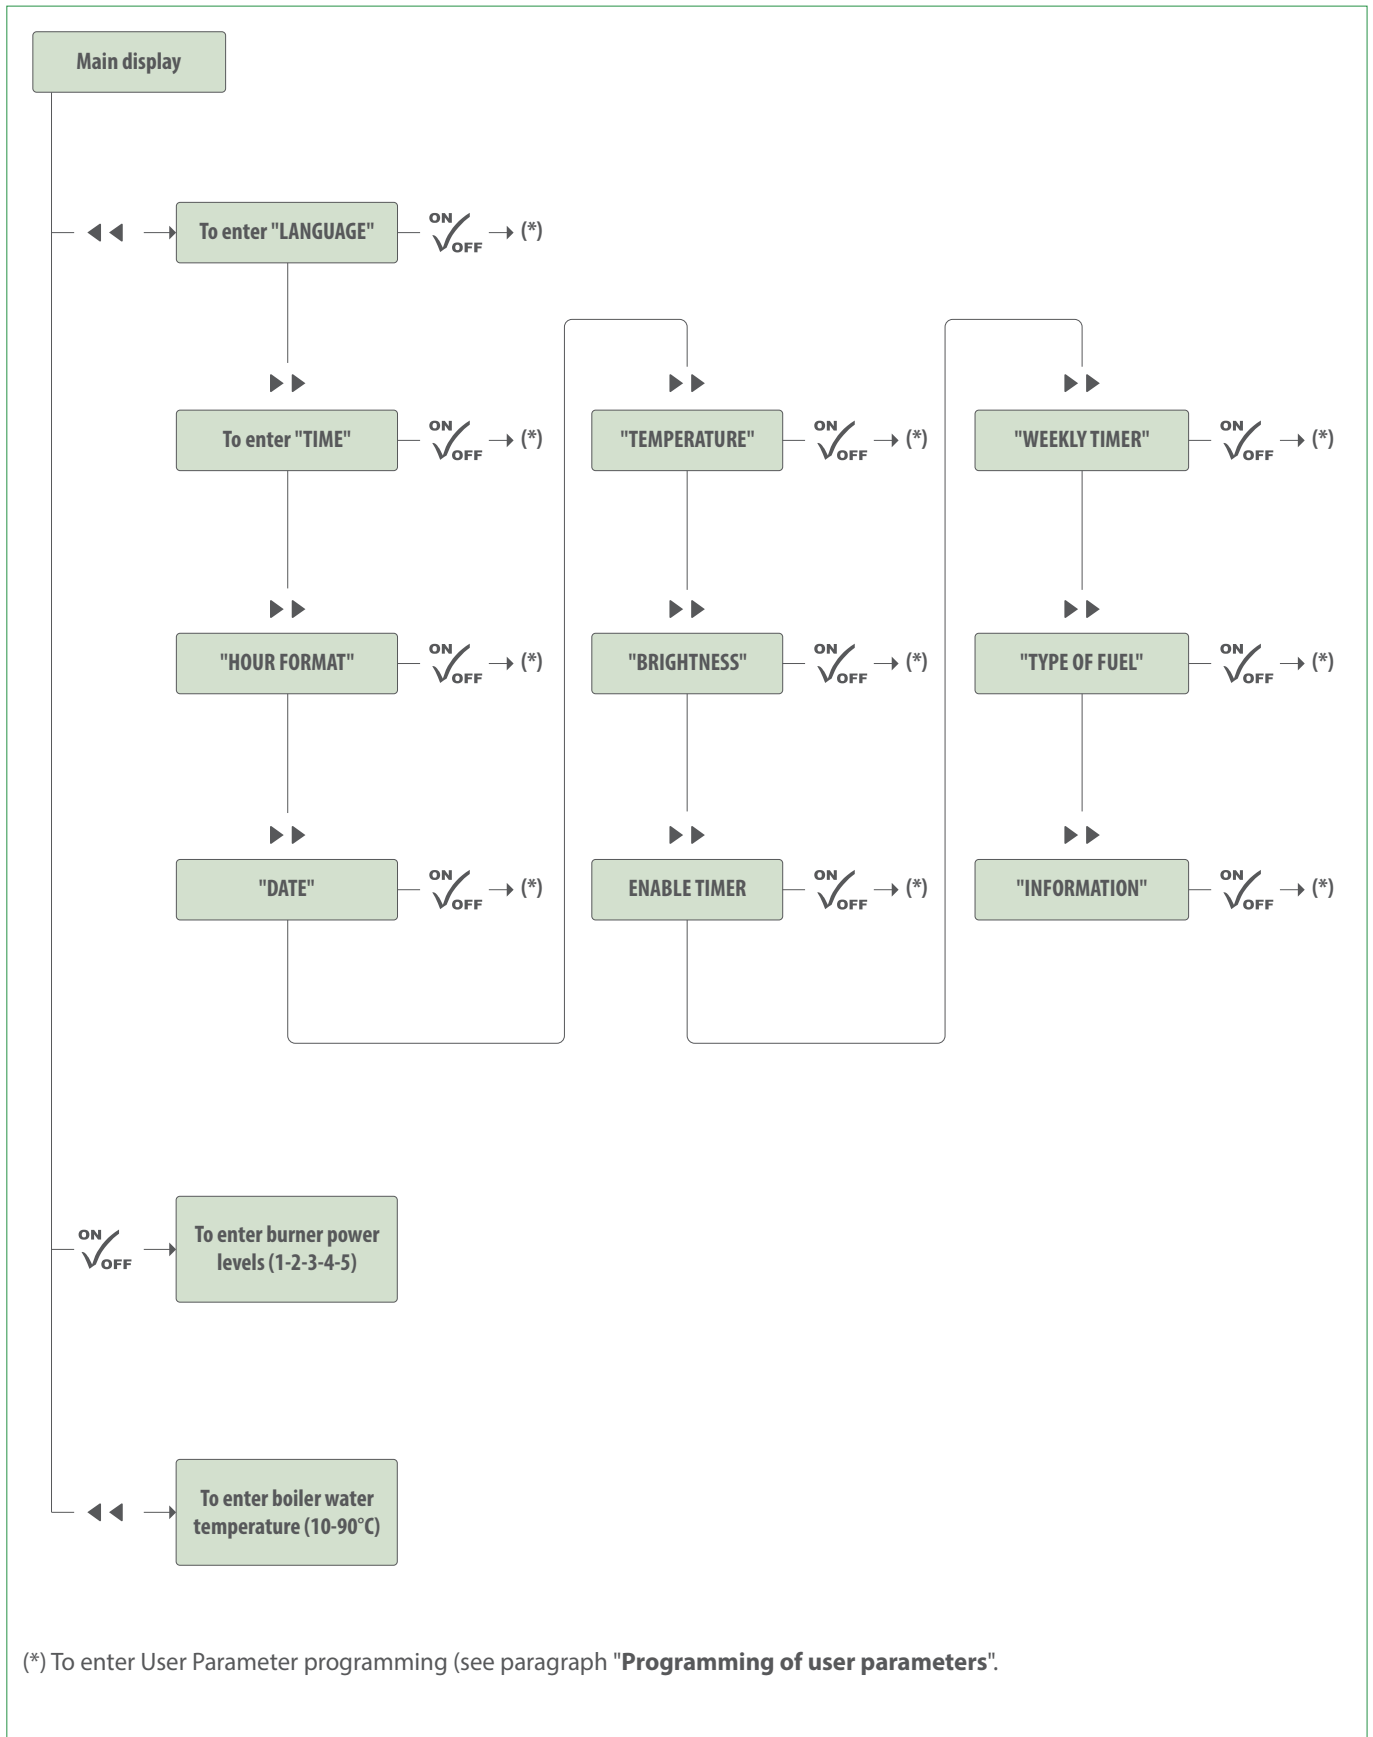 Main display
To enter "LANGUAGE"
ON
OFF
(*)
To enter "TIME"
ON
OFF
(*)
"HOUR FORMAT"
ON
OFF
(*)
"DATE"
ON
OFF
(*)
"TEMPERATURE"
ON
OFF
(*)
"BRIGHTNESS"
ON
OFF
(*)
ENABLE TIMER
ON
OFF
(*)
"WEEKLY TIMER"
ON
OFF
(*)
"TYPE OF FUEL"
ON
OFF
(*)
"INFORMATION"
ON
OFF
(*)
ON
OFF
To enter burner power
levels (1-2-3-4-5)
To enter boiler water
temperature (10-90°C)
(*) To enter User Parameter programming (see paragraph "Programming of user parameters".